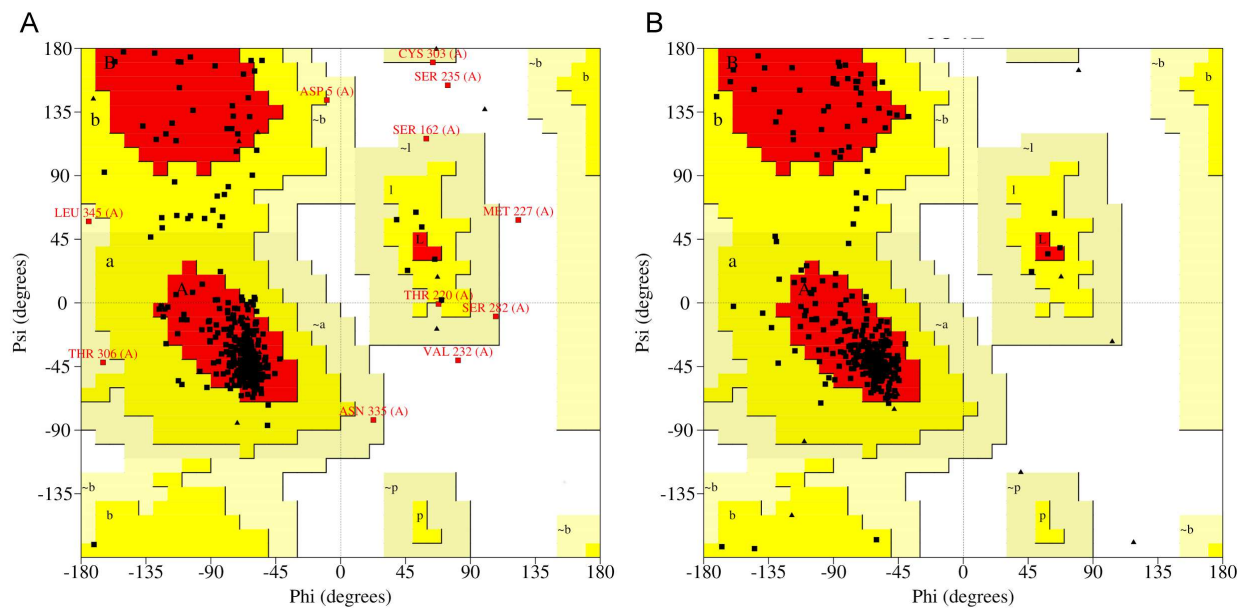 A
B
180
135
90
45
0
-45
-90
-135
-180
-135
-90
-45
0
45
90
135
180
Psi (degrees)
Phi (degrees)
B
b
~b
~b
b
CYS 303 (A)
SER 235 (A)
ASP 5 (A)
SER 162 (A)
~l
l
LEU 345 (A)
MET 227 (A)
L
a
A
THR 220 (A)
SER 282 (A)
~a
THR 306 (A)
VAL 232 (A)
ASN 335 (A)
~b
~p
b
p
~b
180
135
90
45
0
-45
-90
-135
-180
-135
-90
-45
0
45
90
135
180
Psi (degrees)
Phi (degrees)
B
b
~b
~b
b
~l
l
L
a
A
~a
~b
~p
b
p
~b